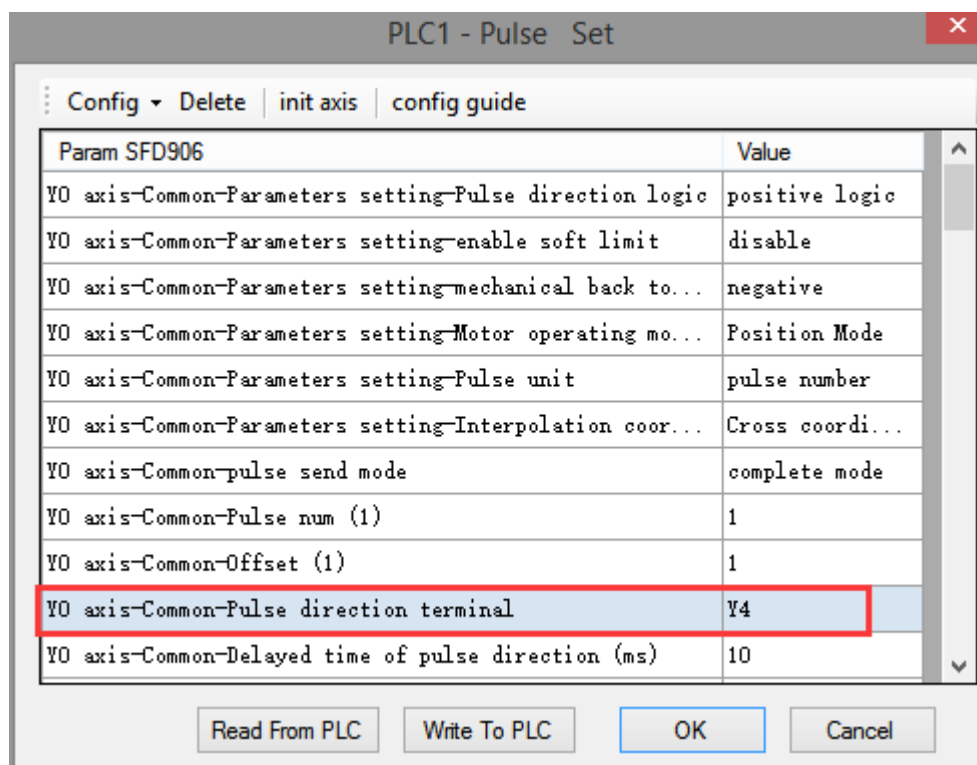 PLC1 - Pulse Set
Config Delete init axis config guide
Param SFD906 Value
Y0 axis-Common-Parameters setting-Pulse direction logic positive logic
Y0 axis-Common-Parameters setting-enable soft limit disable
Y0 axis-Common-Parameters setting-mechanical back to... negative
Y0 axis-Common-Parameters setting-Motor operating mo... Position Mode
Y0 axis-Common-Parameters setting-Pulse unit pulse number
Y0 axis-Common-Parameters setting-Interpolation coor... Cross coordi...
Y0 axis-Common-pulse send mode complete mode
Y0 axis-Common-Pulse num (1) 1
Y0 axis-Common-Offset (1) 1
Y0 axis-Common-Pulse direction terminal Y4
Y0 axis-Common-Delayed time of pulse direction (ms) 10
Read From PLC Write To PLC OK Cancel